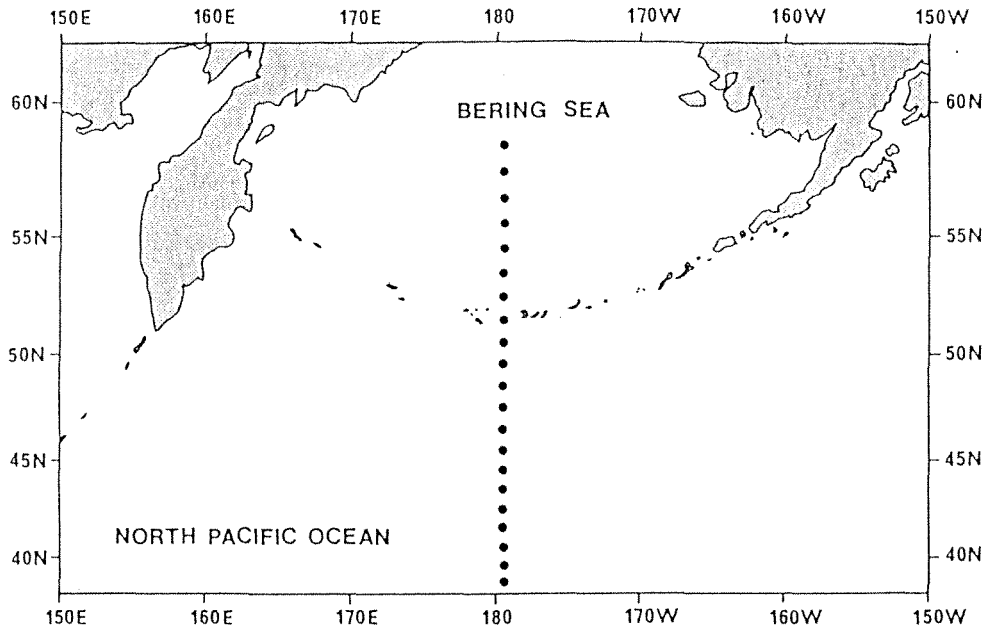 150E 160E 170E 180 170W 160W 150W
60N BERING SEA 60N
55N 55N
50N 50N
45N 45N
NORTH PACIFIC OCEAN
40N 40N
150E 160E 170E 180 170W 160W 150W